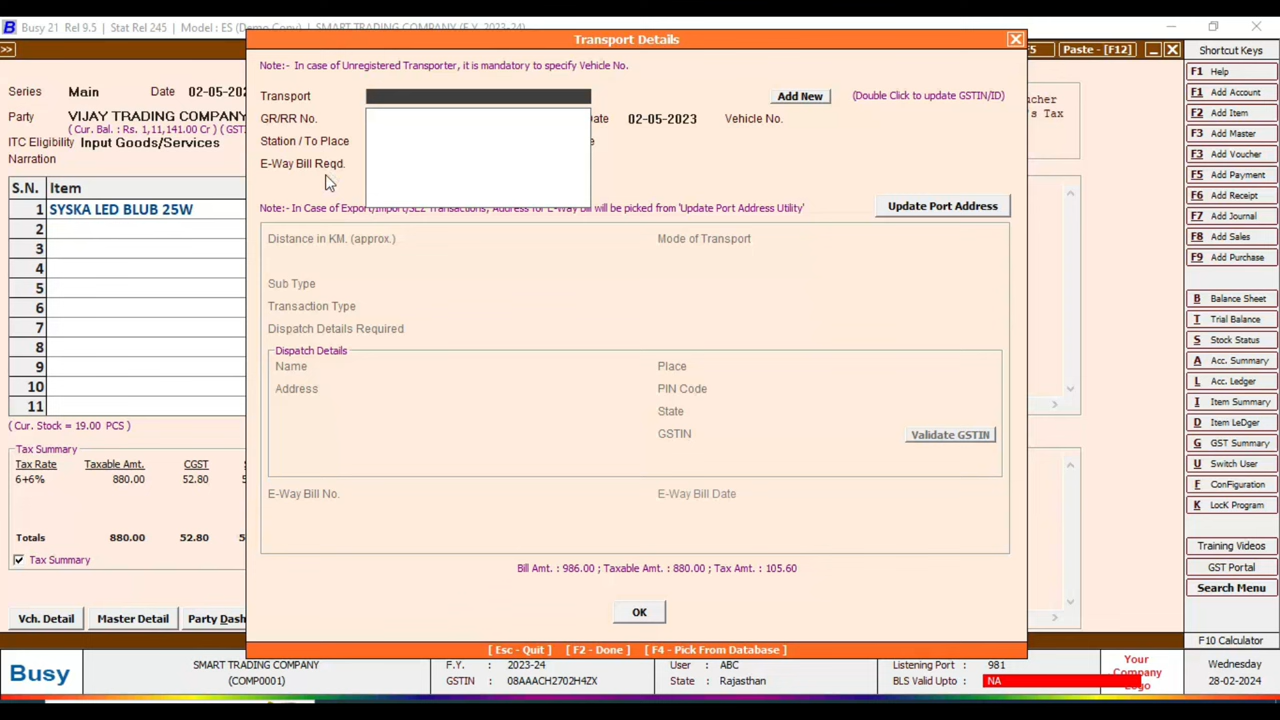 B Busy 21 Rel 9.5 | Stat Rel 245 | Model : ES (Demo Copy) | SMART TRADING COMPANY (F.Y. 2023-24)
Transport Details
>>
Paste - [F12]
Shortcut Keys
Note:- In case of Unregistered Transporter, it is mandatory to specify Vehicle No.
Series Main Date 02-05-202
Transport
Add New
(Double Click to update GSTIN/ID)
Party VIJAY TRADING COMPANY
( Cur. Bal : Rs. 1,11,141.00 Cr ) (GST
GR/RR No.
02-05-2023
Vehicle No.
ITC Eligibility Input Goods/Services
Station / To Place
Narration
E-Way Bill Reqd.
S.N. Item
Note:- In Case of Export/Import/SEZ Transactions, Address for E-Way bill will be picked from 'Update Port Address Utility'
Update Port Address
1 SYSKA LED BLUB 25W
2
3
4
5
6
7
8
9
10
11
Distance in KM. (approx.)
Mode of Transport
Sub Type
Transaction Type
Dispatch Details Required
Dispatch Details
Name
Place
Address
PIN Code
State
GSTIN
Validate GSTIN
E-Way Bill No.
E-Way Bill Date
( Cur. Stock = 19.00 PCS )
Tax Summary
Tax Rate Taxable Amt. CGST
6+6% 880.00 52.80
Totals 880.00 52.80
Tax Summary
Bill Amt. : 986.00 ; Taxable Amt. : 880.00 ; Tax Amt. : 105.60
OK
Vch. Detail
Master Detail
Party Dash
[ Esc - Quit ] [ F2 - Done ] [ F4 - Pick From Database ]
F1 Help
F1 Add Account
F2 Add Item
F3 Add Master
F3 Add Voucher
F5 Add Payment
F6 Add Receipt
F7 Add Journal
F8 Add Sales
F9 Add Purchase
B Balance Sheet
T Trial Balance
S Stock Status
A Acc. Summary
L Acc. Ledger
I Item Summary
D Item LeDger
G GST Summary
U Switch User
F ConFiguration
K LocK Program
Training Videos
GST Portal
Search Menu
F10 Calculator
Busy
SMART TRADING COMPANY
(COMP0001)
F.Y. : 2023-24
GSTIN : 08AAACH2702H4ZX
User : ABC
State : Rajasthan
Listening Port : 981
BLS Valid Upto : NA
Your
Company
Logo
Wednesday
28-02-2024